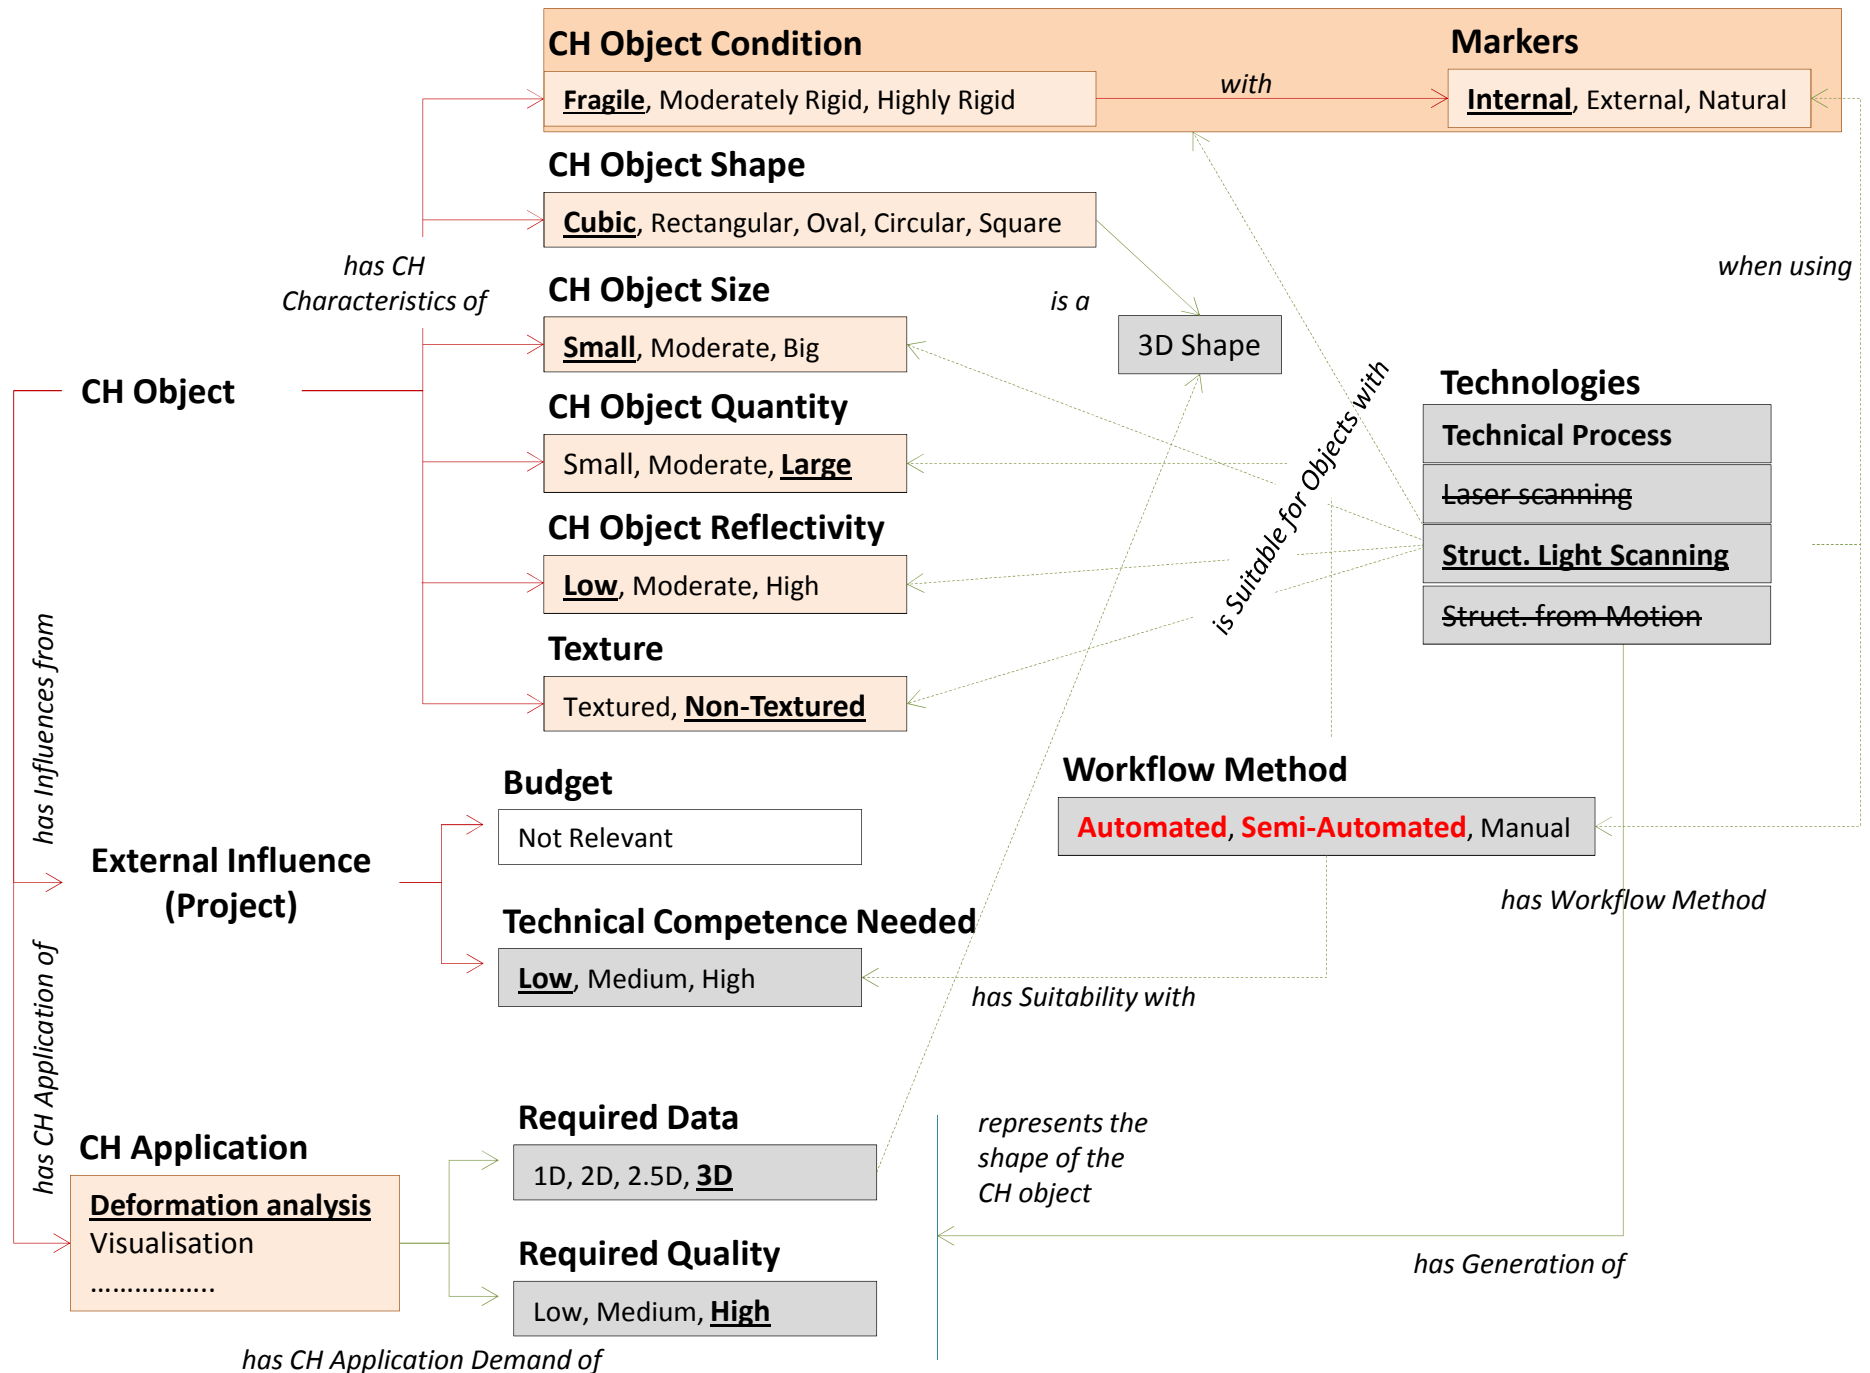 CH Object Condition
Markers
Fragile, Moderately Rigid, Highly Rigid
with
Internal, External, Natural
CH Object Shape
Cubic, Rectangular, Oval, Circular, Square
has CH
Characteristics of
when using
CH Object Size
is a
Small, Moderate, Big
3D Shape
CH Object
CH Object Quantity
Small, Moderate, Large
is Suitable for Objects with
Technologies
Technical Process
Laser scanning
Struct. Light Scanning
Struct. from Motion
CH Object Reflectivity
Low, Moderate, High
Texture
Textured, Non-Textured
has Influences from
Budget
Not Relevant
Workflow Method
Automated, Semi-Automated, Manual
External Influence
(Project)
has Workflow Method
Technical Competence Needed
Low, Medium, High
has Suitability with
has CH Application of
CH Application
Deformation analysis
Visualisation
……………..
Required Data
1D, 2D, 2.5D, 3D
represents the
shape of the
CH object
Required Quality
Low, Medium, High
has Generation of
has CH Application Demand of